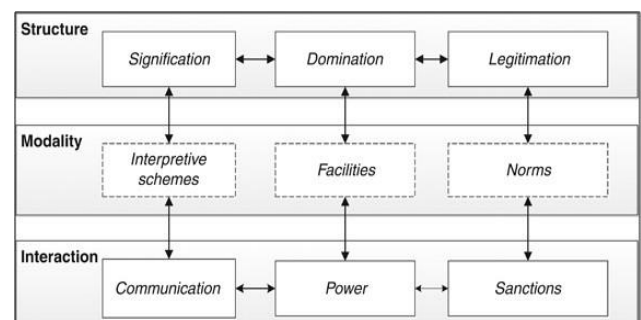 Structure
Signification
Domination
Legitimation
Modality
Interpretive
schemes
Facilities
Norms
Interaction
Communication
Power
Sanctions